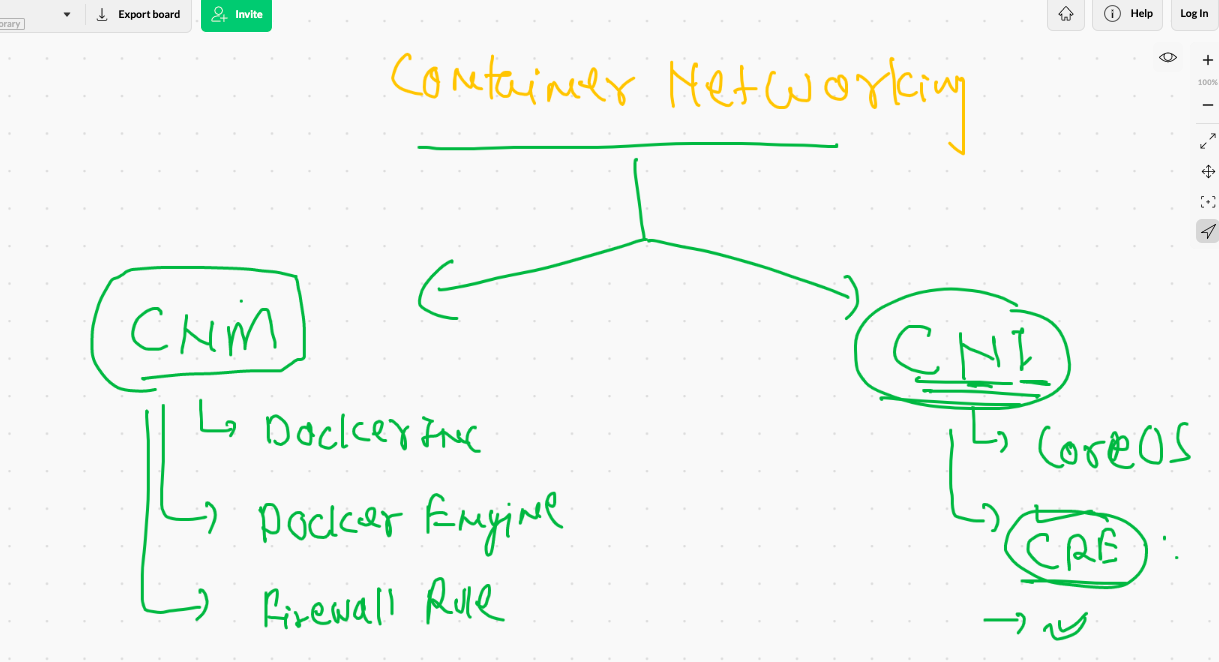 rary
Export board
Invite
Help
Log In
100%
Container Networking
CNM
CNI
Docker Inc
CoreOS
Docker Engine
CRE :
Firewall Rule